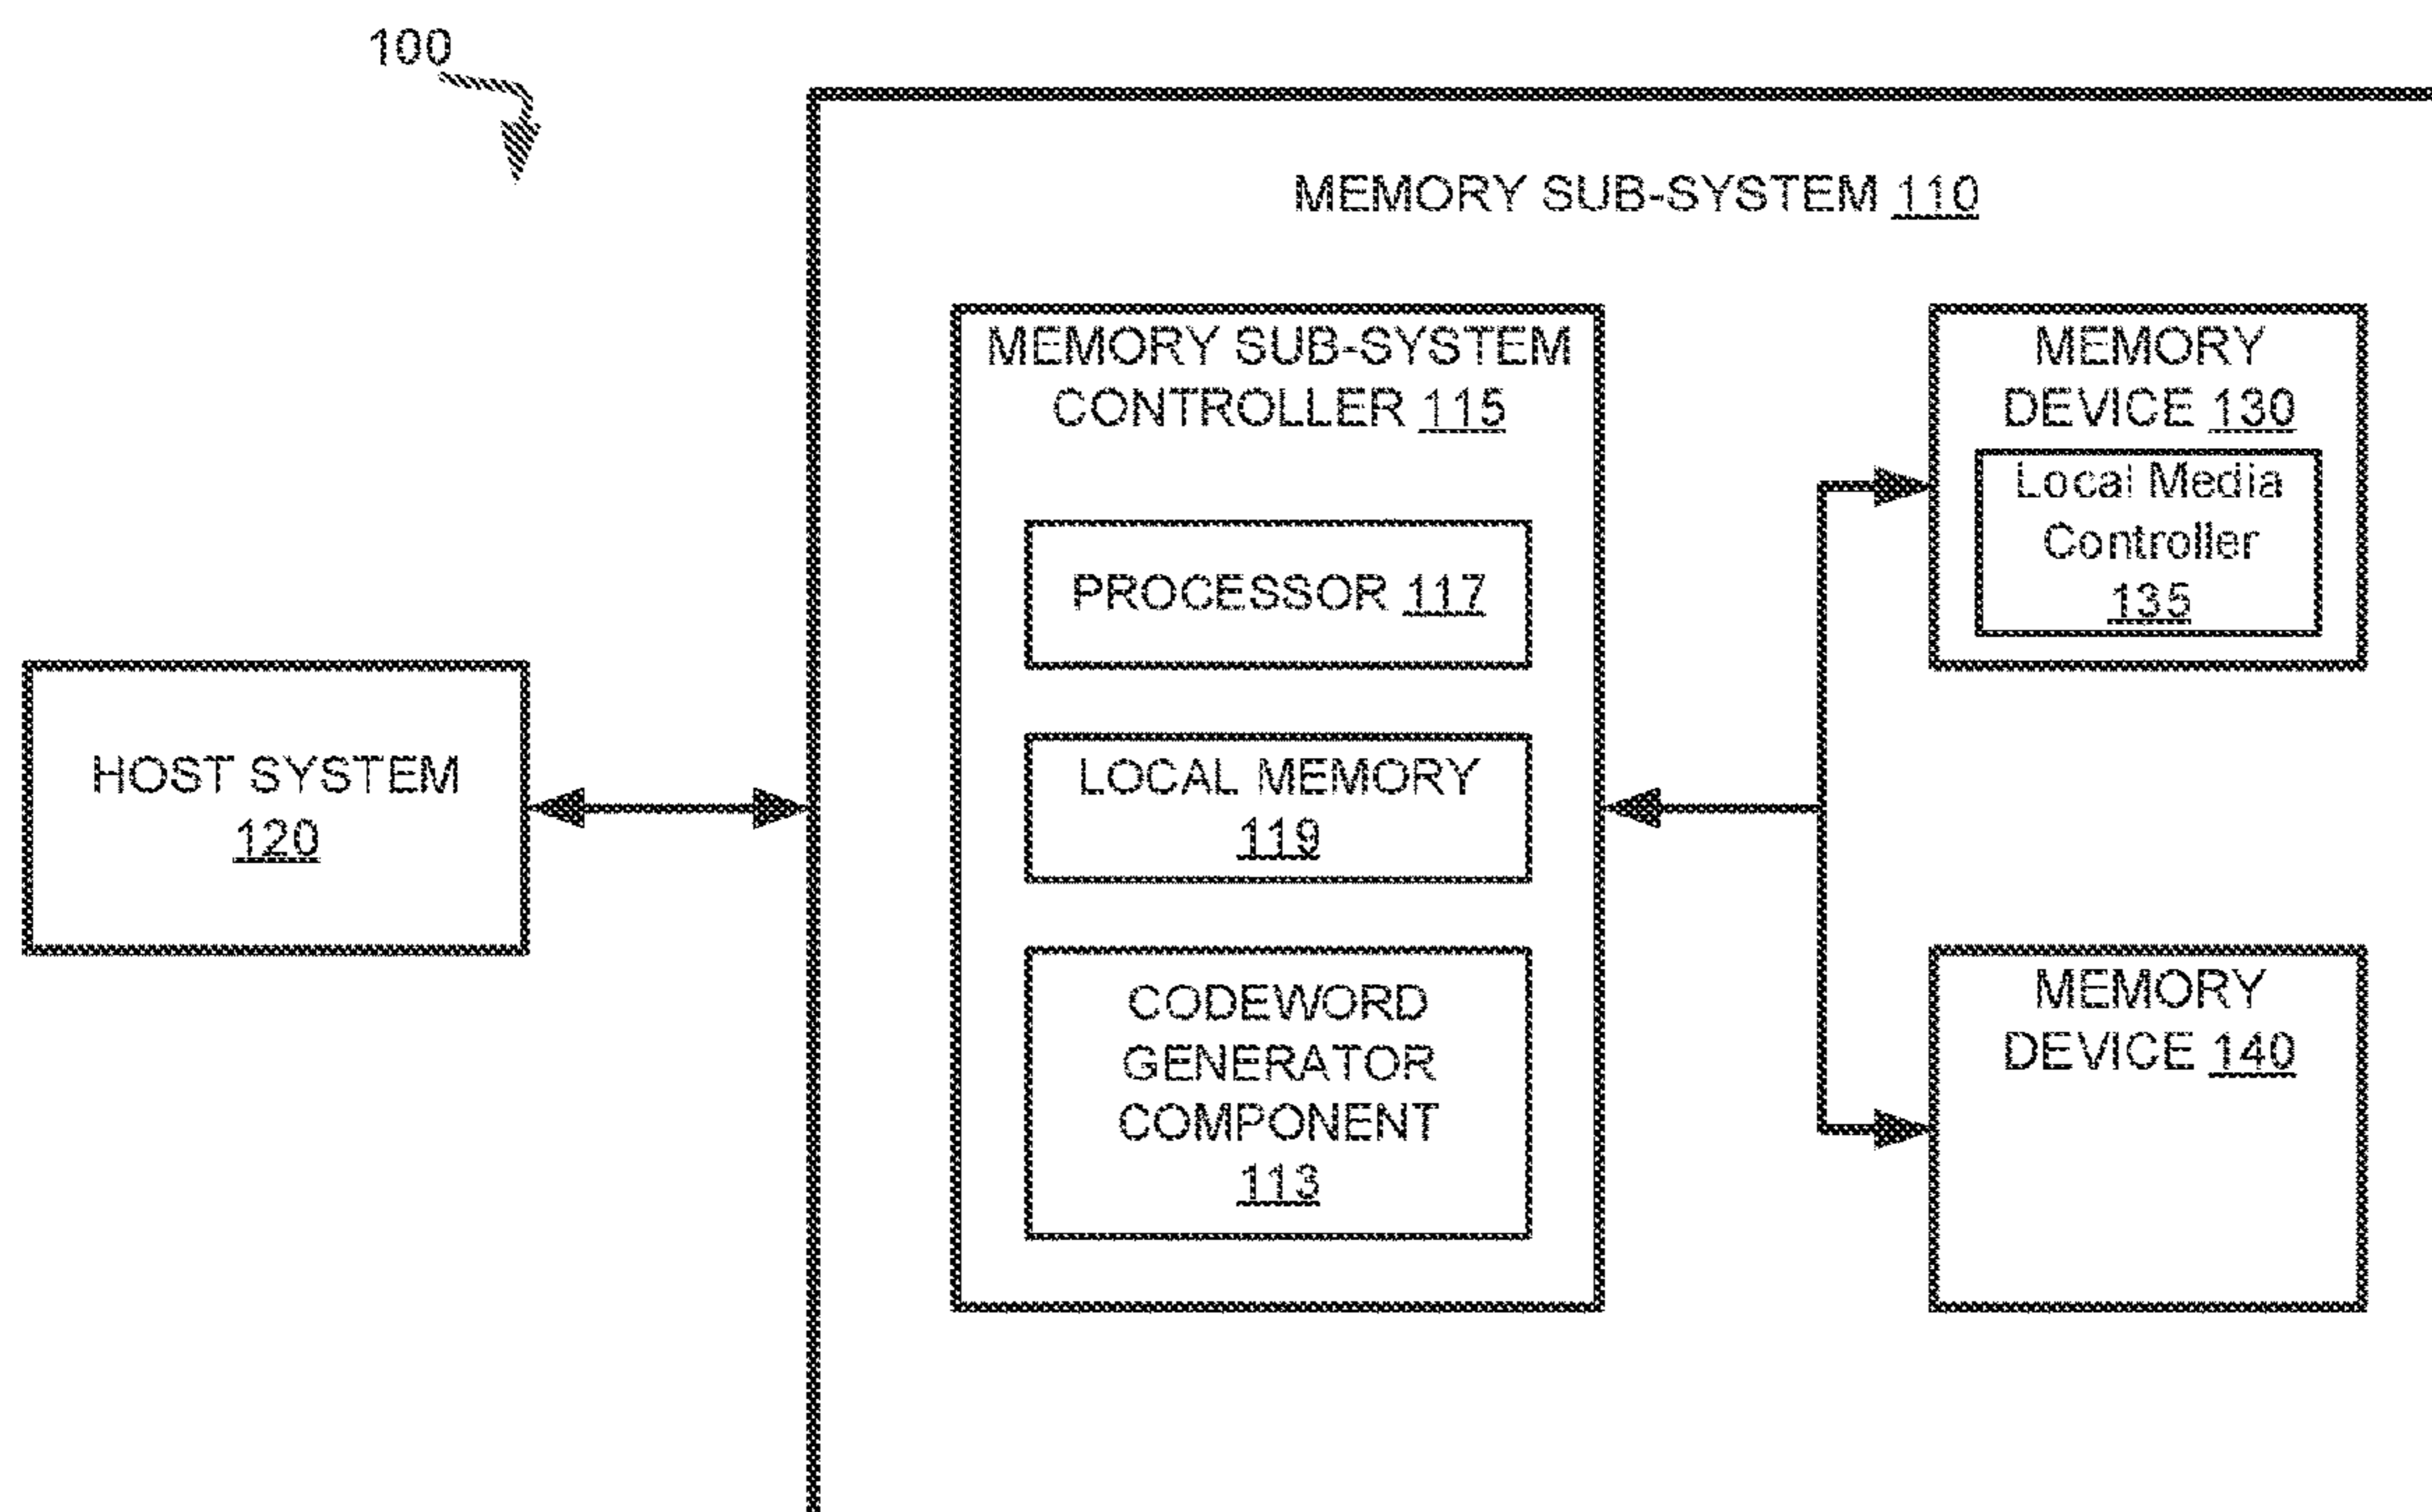 100
MEMORY SUB-SYSTEM 110
MEMORY SUB-SYSTEM
CONTROLLER 115
PROCESSOR 117
LOCAL MEMORY
119
CODEWORD
GENERATOR
COMPONENT
113
HOST SYSTEM
120
MEMORY
DEVICE 130
Local Media
Controller
135
MEMORY
DEVICE 140